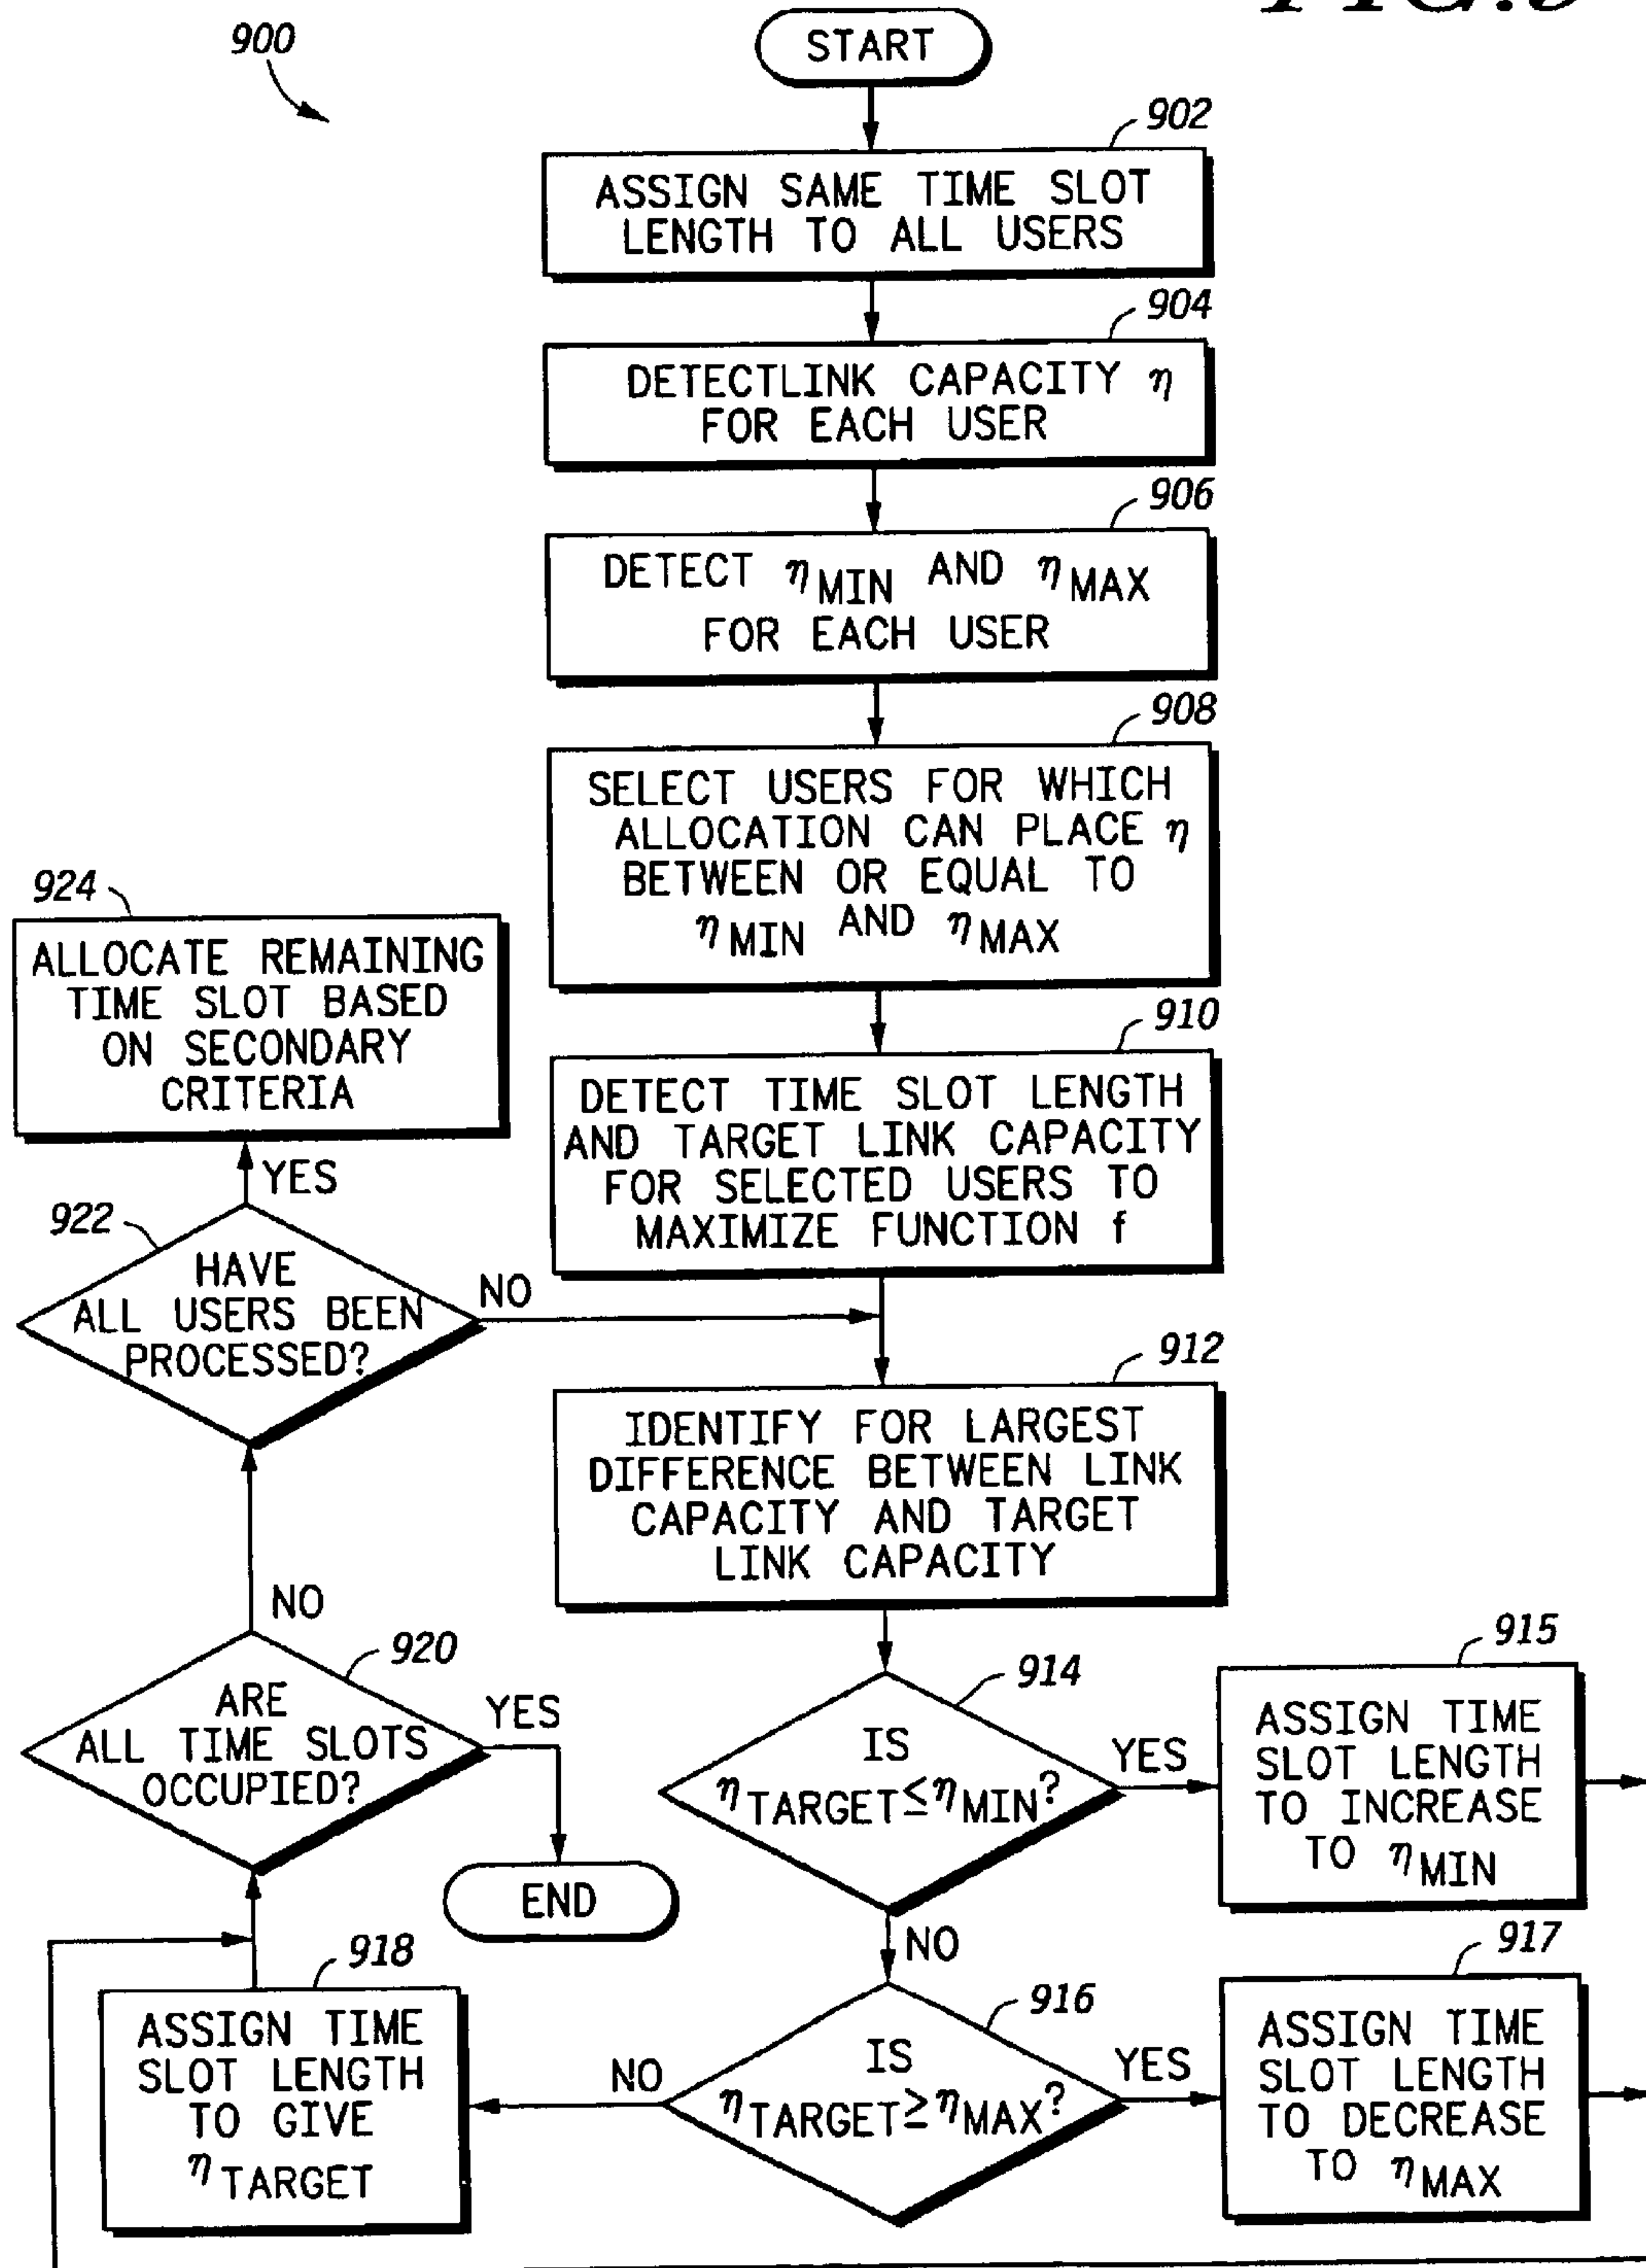 FIG.9
900
START
902
ASSIGN SAME TIME SLOT
LENGTH TO ALL USERS
904
DETECTLINK CAPACITY η
FOR EACH USER
906
DETECT ηMIN AND ηMAX
FOR EACH USER
908
SELECT USERS FOR WHICH
ALLOCATION CAN PLACE η
BETWEEN OR EQUAL TO
ηMIN AND ηMAX
924
ALLOCATE REMAINING
TIME SLOT BASED
ON SECONDARY
CRITERIA
910
DETECT TIME SLOT LENGTH
AND TARGET LINK CAPACITY
FOR SELECTED USERS TO
MAXIMIZE FUNCTION f
YES
922
HAVE
ALL USERS BEEN
PROCESSED?
NO
912
IDENTIFY FOR LARGEST
DIFFERENCE BETWEEN LINK
CAPACITY AND TARGET
LINK CAPACITY
NO
920
ARE
ALL TIME SLOTS
OCCUPIED?
YES
END
914
IS
ηTARGET≤ηMIN?
YES
915
ASSIGN TIME
SLOT LENGTH
TO INCREASE
TO ηMIN
NO
916
IS
ηTARGET≥ηMAX?
YES
917
ASSIGN TIME
SLOT LENGTH
TO DECREASE
TO ηMAX
NO
918
ASSIGN TIME
SLOT LENGTH
TO GIVE
ηTARGET